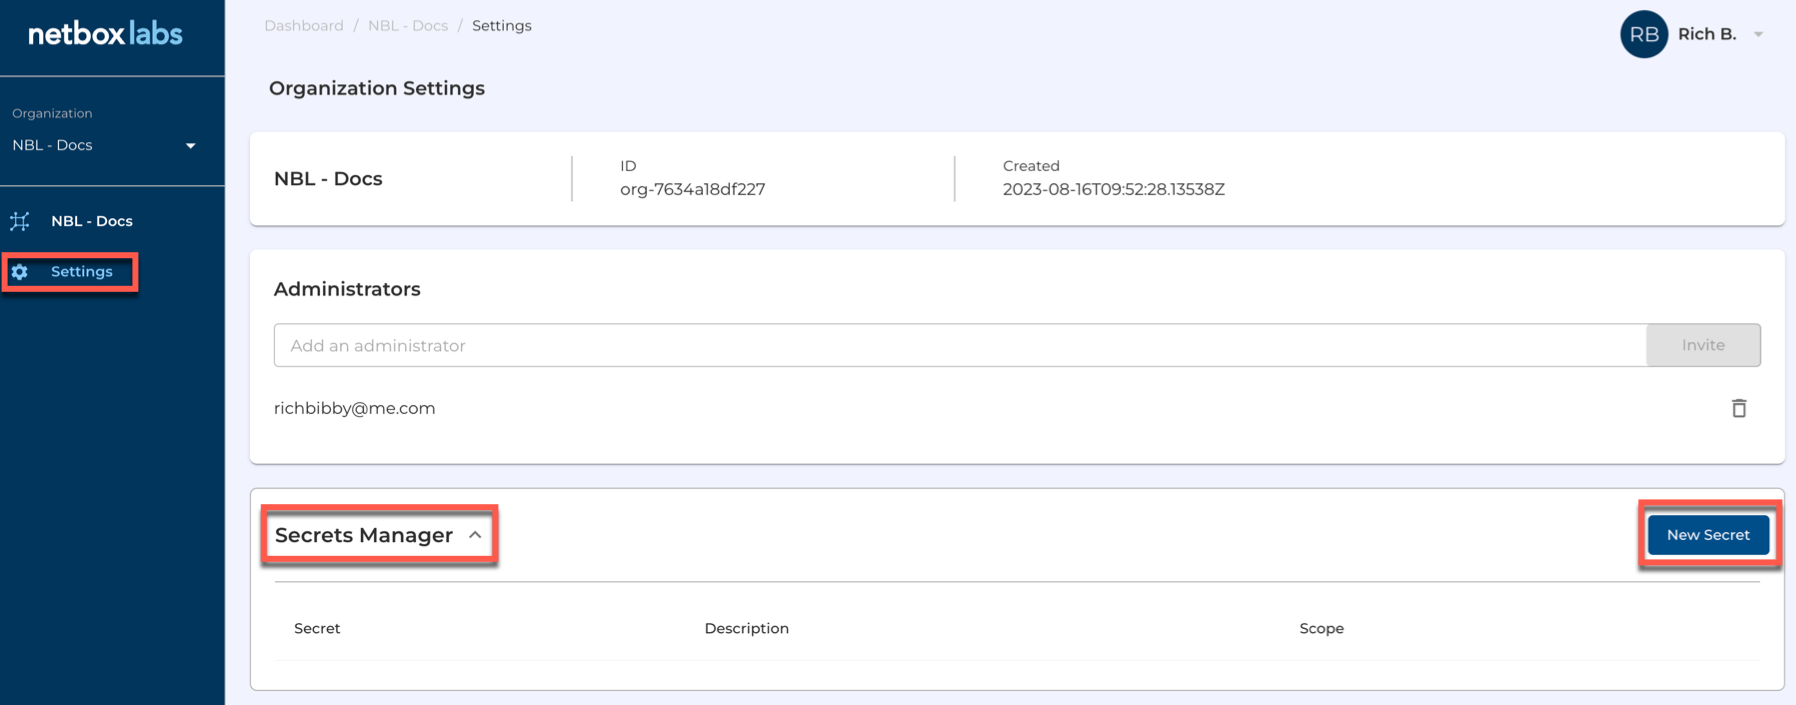 netboxlabs
Dashboard / NBL - Docs / Settings
RB Rich B.
Organization
NBL - Docs
NBL - Docs
Settings
Organization Settings
NBL - Docs
ID
org-7634a18df227
Created
2023-08-16T09:52:28.13538Z
Administrators
Add an administrator
Invite
richbibby@me.com
Secrets Manager
New Secret
Secret Description Scope